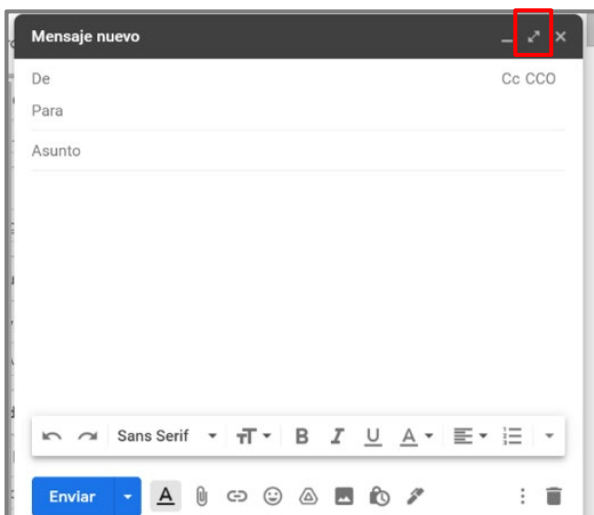 Mensaje nuevo
De Cc CCO
Para
Asunto
Sans Serif B I U A
Enviar A